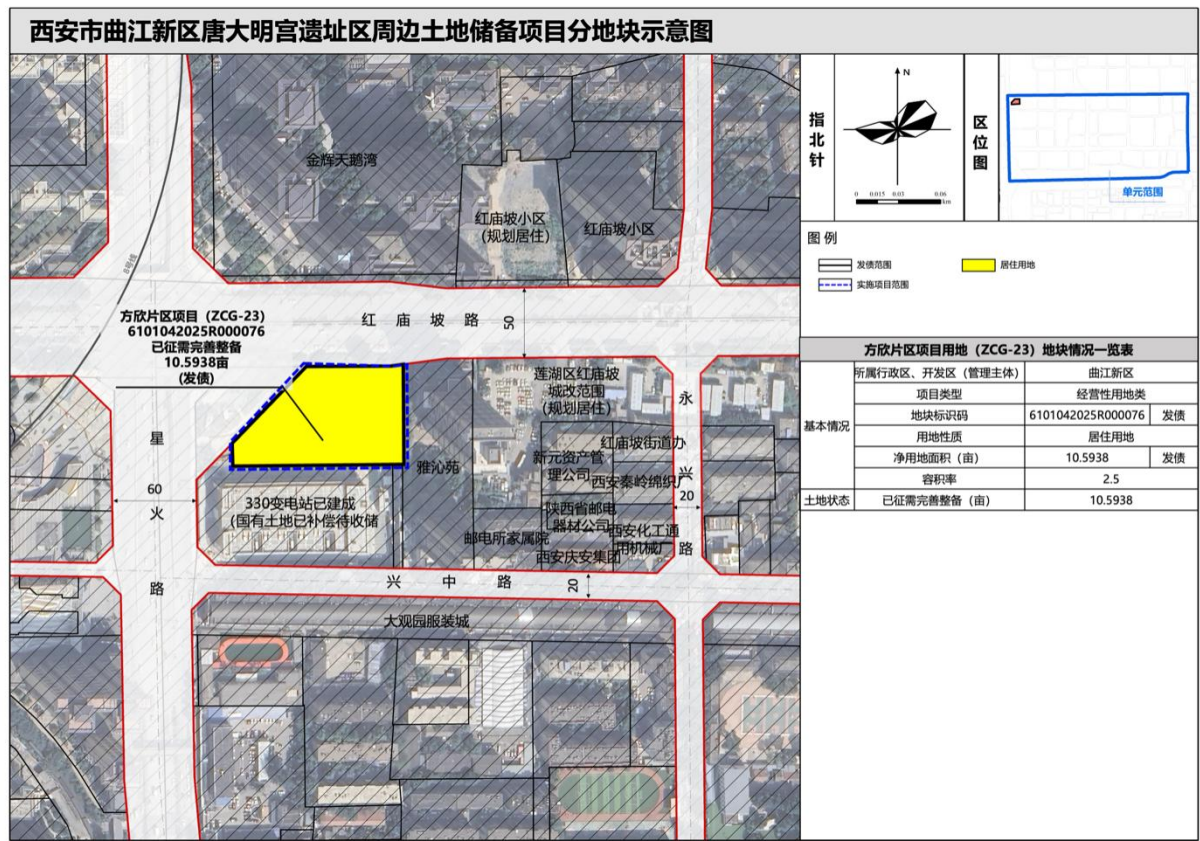 西安市曲江新区唐大明宫遗址区周边土地储备项目分地块示意图
金辉天鹅湾
红庙坡小区
(规划居住)
红庙坡小区
8号线
方欣片区项目（ZCG-23）
6101042025R000076
已征需完善整备
10.5938亩
(发债)
红庙坡路
50
莲湖区红庙坡
城改范围
(规划居住)
永兴路
20
红庙坡街道办
新元资产管
理公司
西安秦岭绵织厂
雅沁苑
陕西省邮电
器材公司
西安化工通
用机械厂
邮电所家属院
西安庆安集团
星火路
60
330变电站已建成
(国有土地已补偿待收储
兴中路
20
大观园服装城
指北针
N
0 0.015 0.03 0.06
km
区位图
单元范围
图例
发债范围
居住用地
实施项目范围
方欣片区项目用地（ZCG-23）地块情况一览表
基本情况
所属行政区、开发区（管理主体） 曲江新区
项目类型 经营性用地类
地块标识码 6101042025R000076 发债
用地性质 居住用地
净用地面积（亩） 10.5938 发债
容积率 2.5
土地状态 已征需完善整备（亩） 10.5938